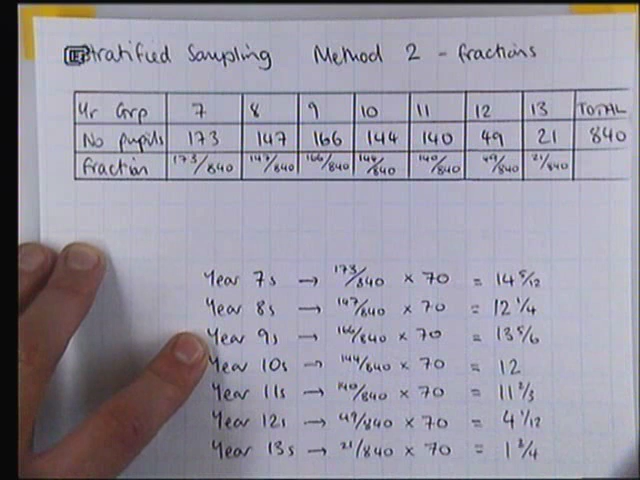 Stratified Sampling Method 2 - fractions
Yr Grp 7 8 9 10 11 12 13 TOTAL
No pupils 173 147 166 144 140 49 21 840
Fraction 173/840 147/840 166/840 144/840 140/840 49/840 21/840
Year 7s → 173/840 × 70 = 14 5/12
Year 8s → 147/840 × 70 = 12 1/4
Year 9s → 166/840 × 70 = 13 5/6
Year 10s → 144/840 × 70 = 12
Year 11s → 140/840 × 70 = 11 2/3
Year 12s → 49/840 × 70 = 4 1/12
Year 13s → 21/840 × 70 = 1 3/4